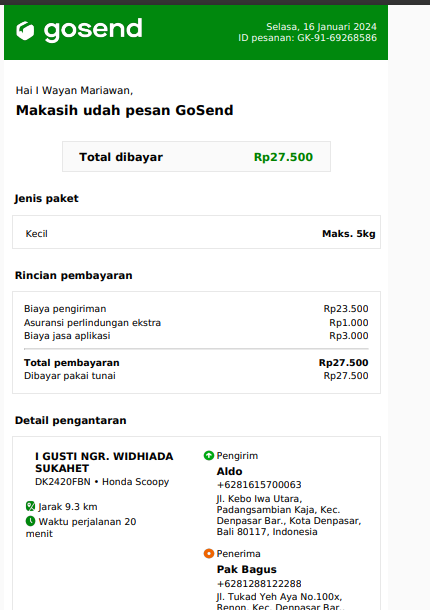 gosend
Selasa, 16 Januari 2024
ID pesanan: GK-91-69268586
Hai I Wayan Mariawan,
Makasih udah pesan GoSend
Total dibayar Rp27.500
Jenis paket
Kecil Maks. 5kg
Rincian pembayaran
Biaya pengiriman Rp23.500
Asuransi perlindungan ekstra Rp1.000
Biaya jasa aplikasi Rp3.000
Total pembayaran Rp27.500
Dibayar pakai tunai Rp27.500
Detail pengantaran
I GUSTI NGR. WIDHIADA
SUKAHET
DK2420FBN • Honda Scoopy
Jarak 9.3 km
Waktu perjalanan 20
menit
Pengirim
Aldo
+6281615700063
Jl. Kebo Iwa Utara,
Padangsambian Kaja, Kec.
Denpasar Bar., Kota Denpasar,
Bali 80117, Indonesia
Penerima
Pak Bagus
+6281288122288
Jl. Tukad Yeh Aya No.100x,
Renon, Kec. Denpasar Bar